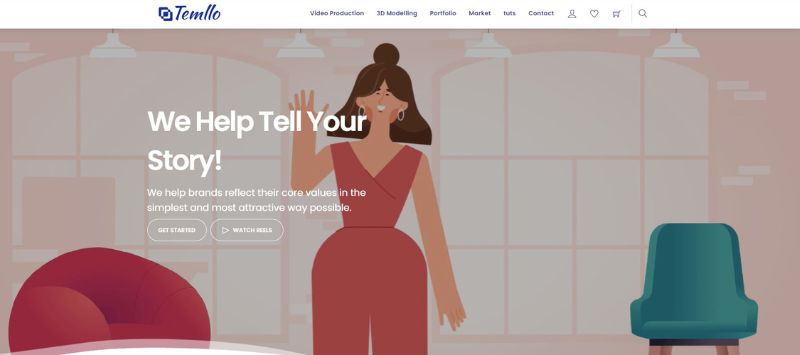 Temllo
Video Production 3D Modelling Portfolio Market tuts Contact
We Help Tell Your
Story!
We help brands reflect their core values in the
simplest and most attractive way possible.
GET STARTED WATCH REELS